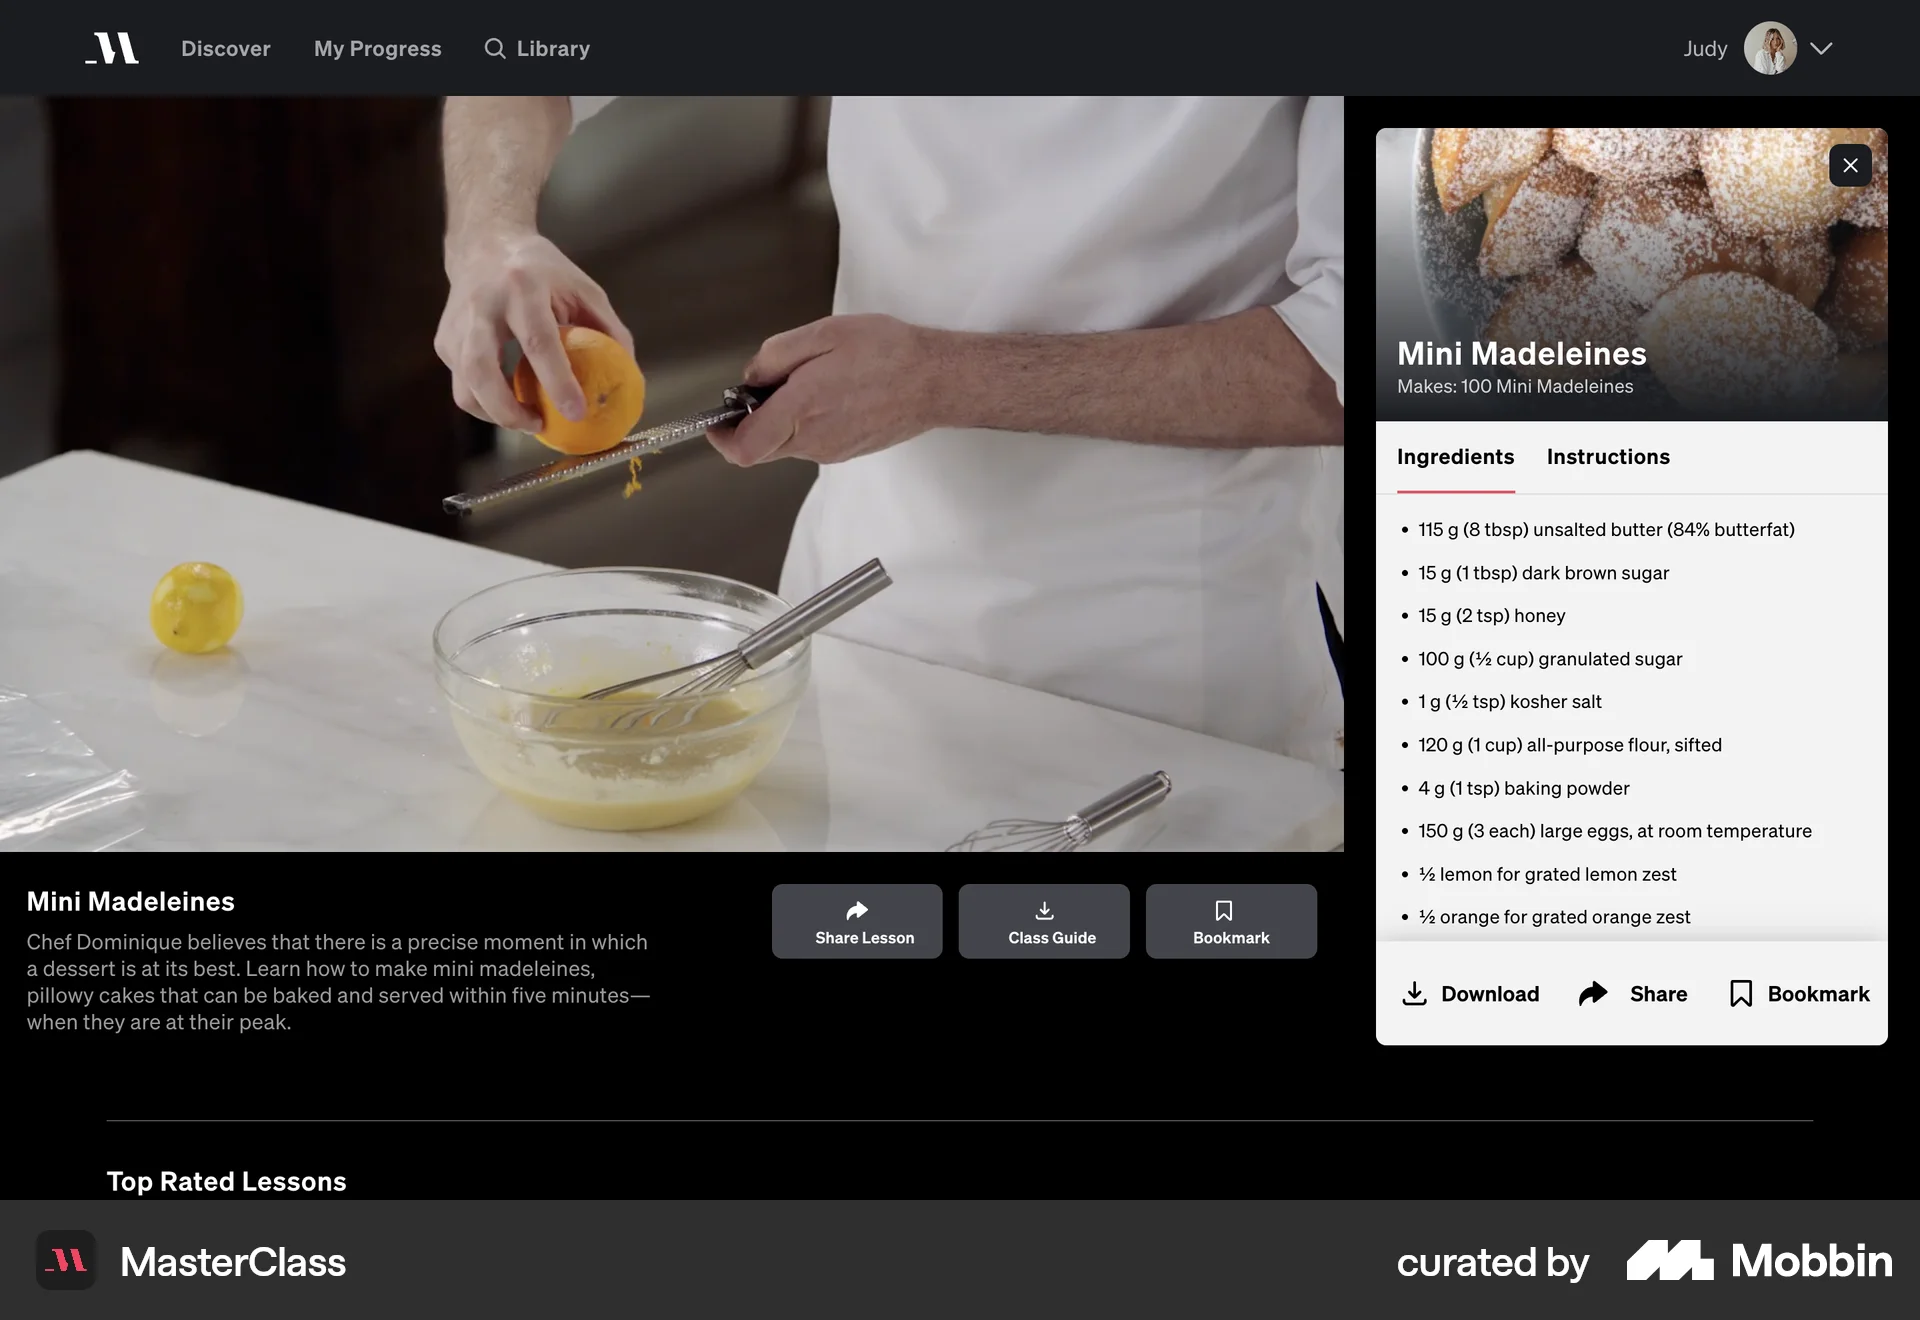 Discover
My Progress
Library
Judy
Mini Madeleines
Makes: 100 Mini Madeleines
Ingredients
Instructions
• 115 g (8 tbsp) unsalted butter (84% butterfat)
• 15 g (1 tbsp) dark brown sugar
• 15 g (2 tsp) honey
• 100 g (½ cup) granulated sugar
• 1 g (½ tsp) kosher salt
• 120 g (1 cup) all-purpose flour, sifted
• 4 g (1 tsp) baking powder
• 150 g (3 each) large eggs, at room temperature
• ½ lemon for grated lemon zest
• ½ orange for grated orange zest
Download
Share
Bookmark
Mini Madeleines
Chef Dominique believes that there is a precise moment in which
a dessert is at its best. Learn how to make mini madeleines,
pillowy cakes that can be baked and served within five minutes—
when they are at their peak.
Share Lesson
Class Guide
Bookmark
Top Rated Lessons
MasterClass
curated by
Mobbin